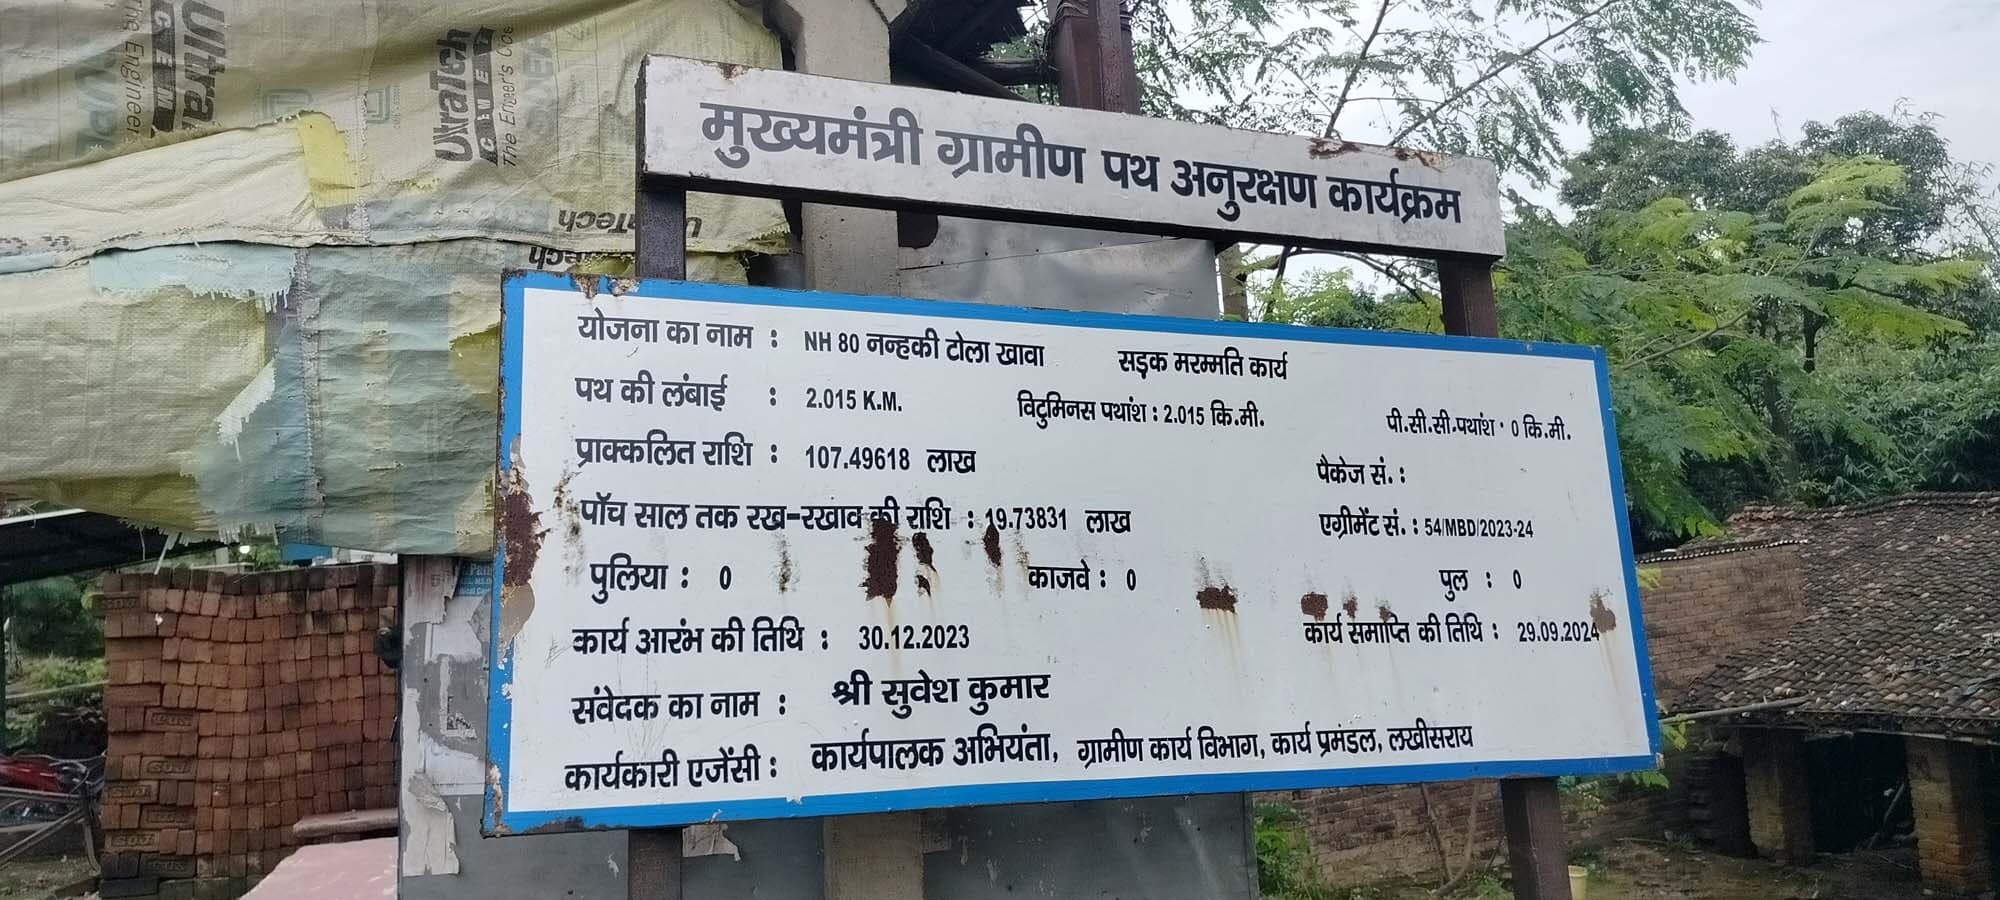 मुख्यमंत्री ग्रामीण पथ अनुरक्षण कार्यक्रम
योजना का नाम : NH 80 नन्हकी टोला खावा सड़क मरम्मति कार्य
पथ की लंबाई : 2.015 K.M. विटुमिनस पथांश : 2.015 कि.मी. पी.सी.सी.पथांश : 0 कि.मी.
प्राक्कलित राशि : 107.49618 लाख पैकेज सं. :
पॉच साल तक रख-रखाव की राशि : 19.73831 लाख एग्रीमेंट सं. : 54/MBD/2023-24
पुलिया : 0 काजवे : 0 पुल : 0
कार्य आरंभ की तिथि : 30.12.2023 कार्य समाप्ति की तिथि : 29.09.2024
संवेदक का नाम : श्री सुवेश कुमार
कार्यकारी एजेंसी : कार्यपालक अभियंता, ग्रामीण कार्य विभाग, कार्य प्रमंडल, लखीसराय
UltraTech
CEMENT
The Engineer's